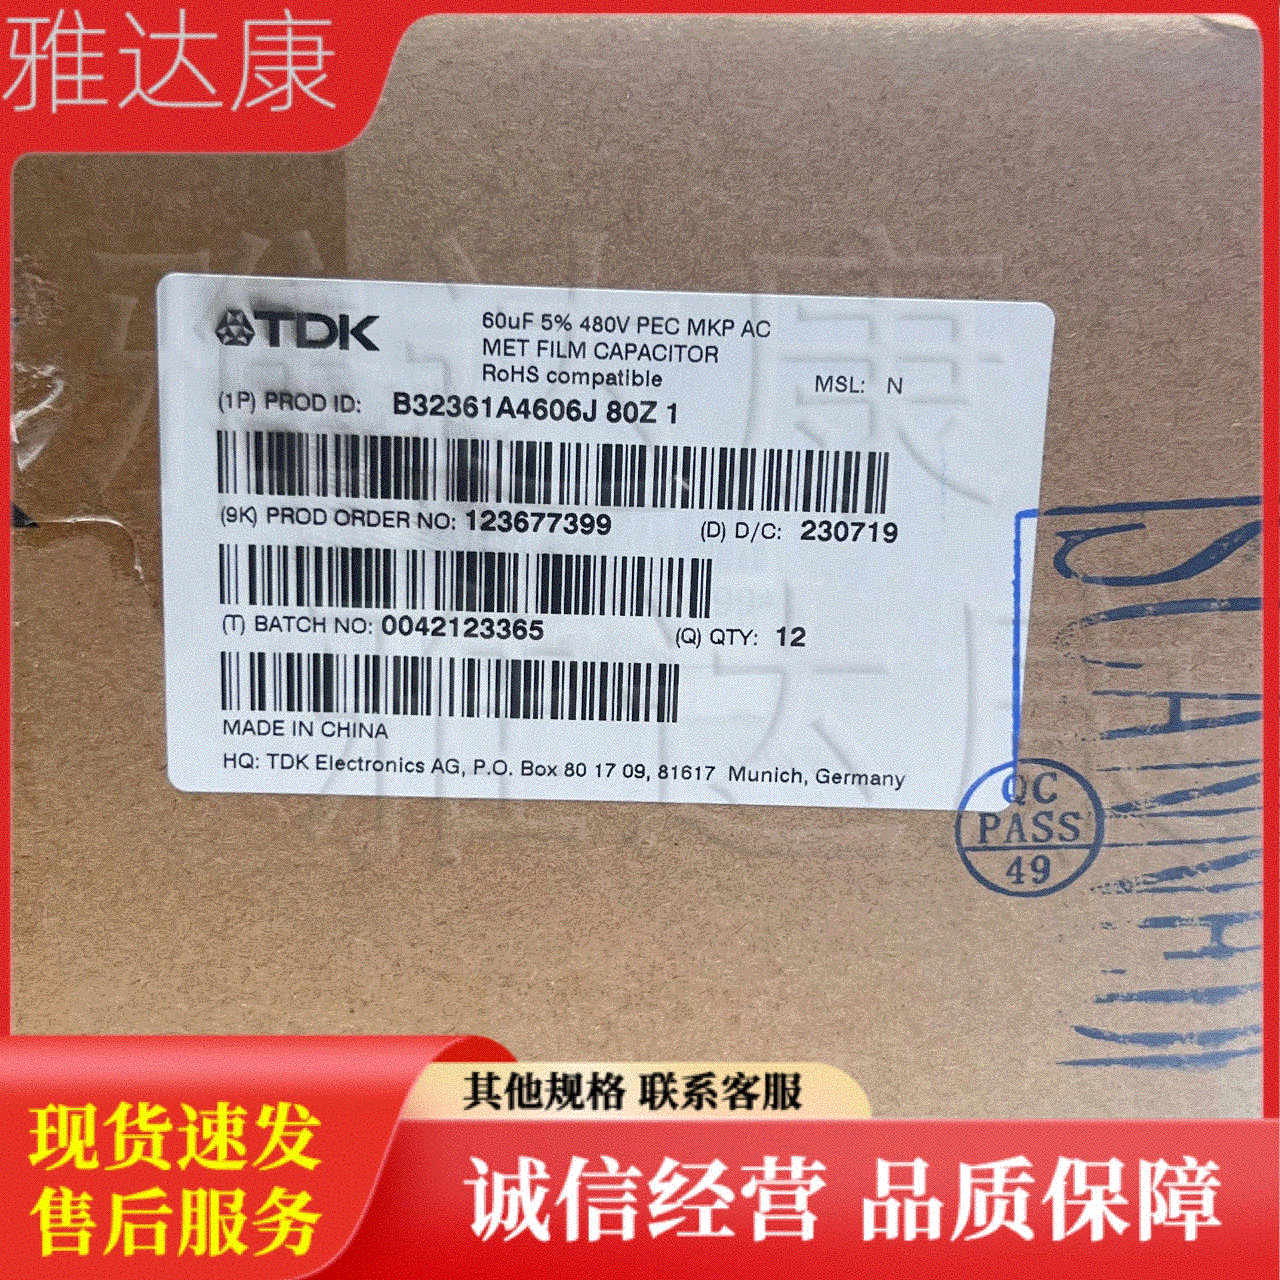 雅达康
TDK
60uF 5% 480V PEC MKP AC
MET FILM CAPACITOR
RoHS compatible
MSL: N
(1P) PROD ID: B32361A4606J 80Z 1
(9K) PROD ORDER NO: 123677399 (D) D/C: 230719
(T) BATCH NO: 0042123365 (Q) QTY: 12
MADE IN CHINA
HQ: TDK Electronics AG, P.O. Box 80 17 09, 81617 Munich, Germany
QC
PASS
49
其他规格 联系客服
现货速发
售后服务
诚信经营 品质保障